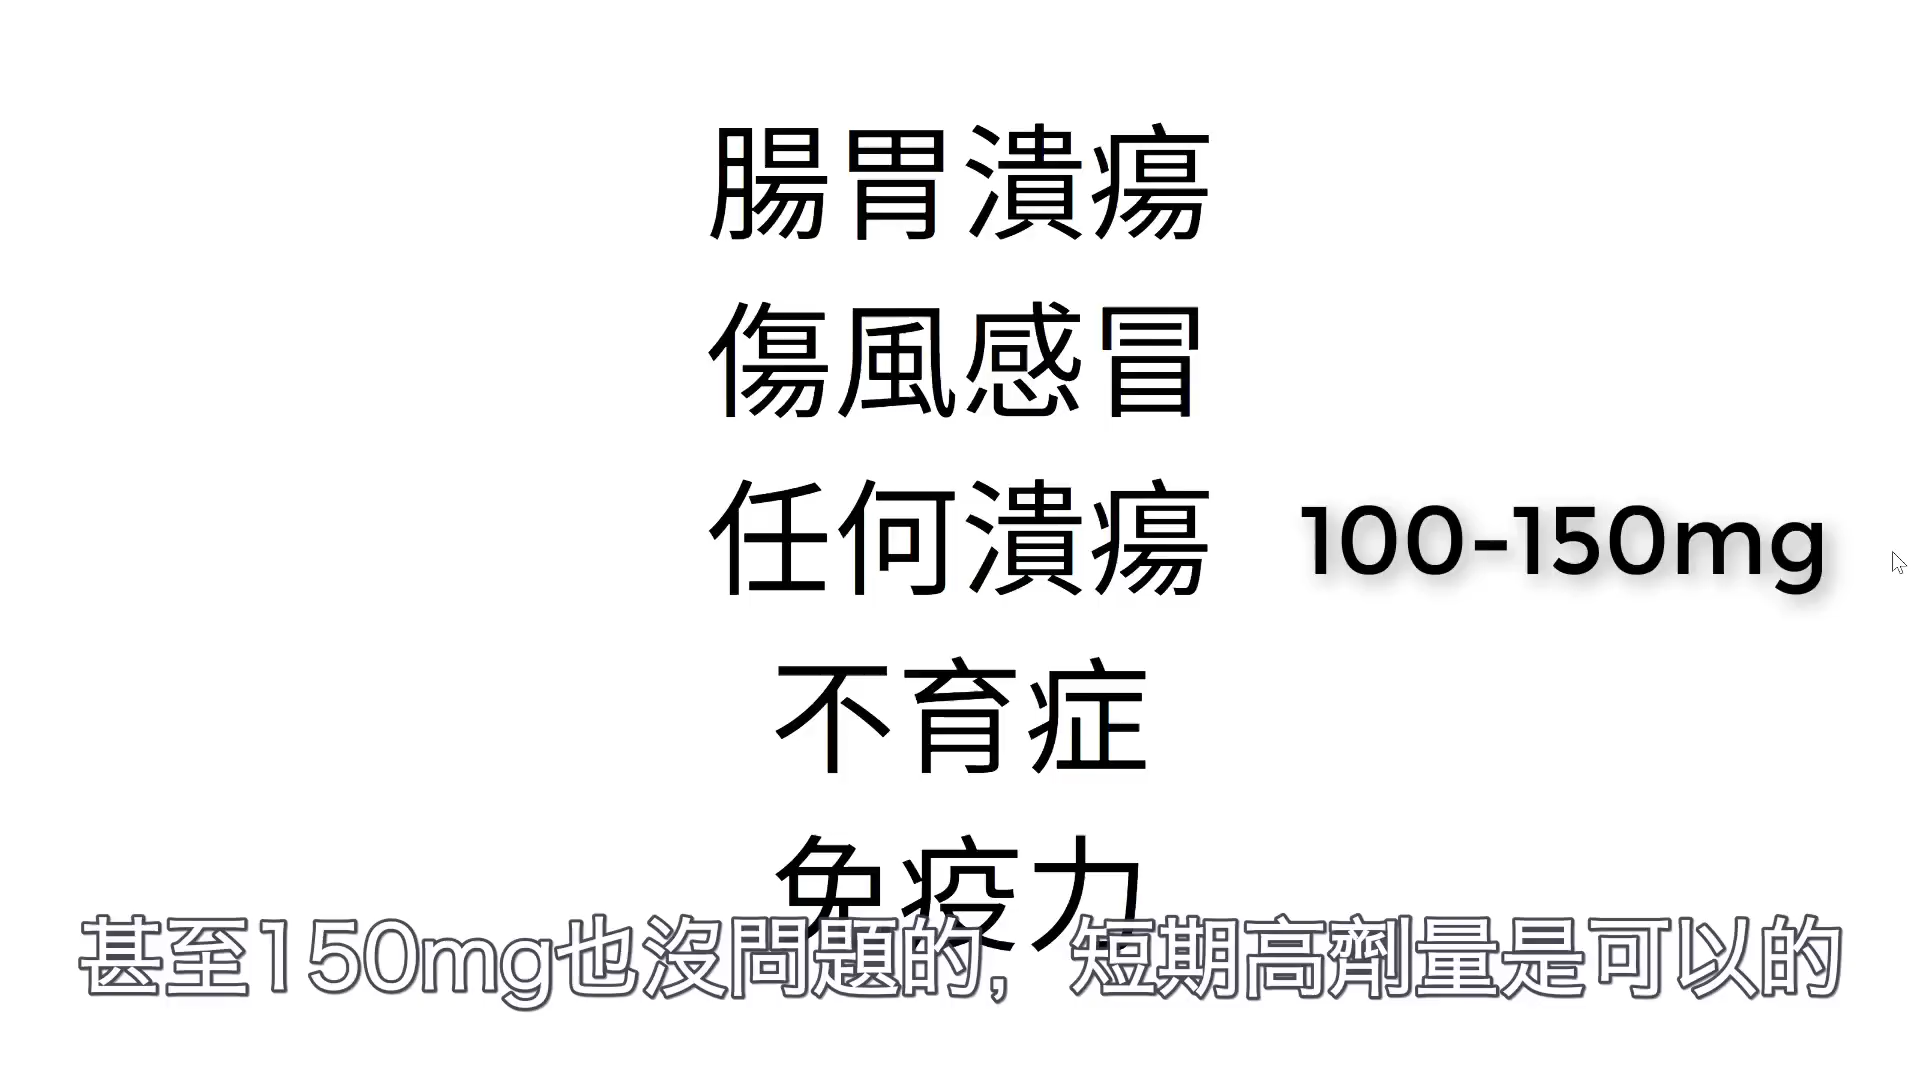 腸胃潰瘍
傷風感冒
任何潰瘍
100-150mg
不育症
免疫力
甚至150mg也沒問題的，短期高劑量是可以的